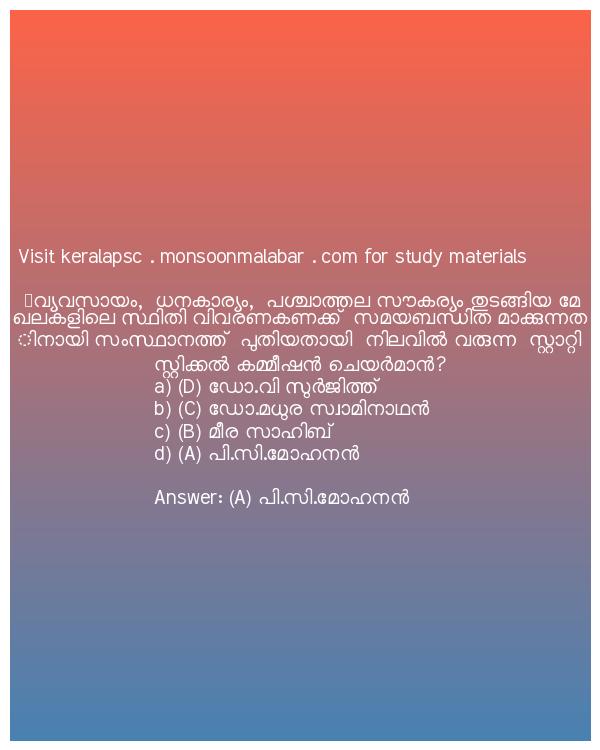 Visit keralapsc . monsoonmalabar . com for study materials
വ്യവസായം, ധനകാര്യം, പശ്ചാത്തല സൗകര്യം തുടങ്ങിയ മേ
ഖലകളിലെ സ്ഥിതി വിവരണകണക്ക് സമയബന്ധിത മാക്കുന്നത
ിനായി സംസ്ഥാനത്ത് പുതിയതായി നിലവിൽ വരുന്ന സ്റ്റാറ്റി
സ്റ്റിക്കൽ കമ്മീഷൻ ചെയർമാൻ?
a) (D) ഡോ.വി സുർജിത്ത്
b) (C) ഡോ.മധുര സ്വാമിനാഥൻ
c) (B) മീര സാഹിബ്
d) (A) പി.സി.മോഹനൻ
Answer: (A) പി.സി.മോഹനൻ